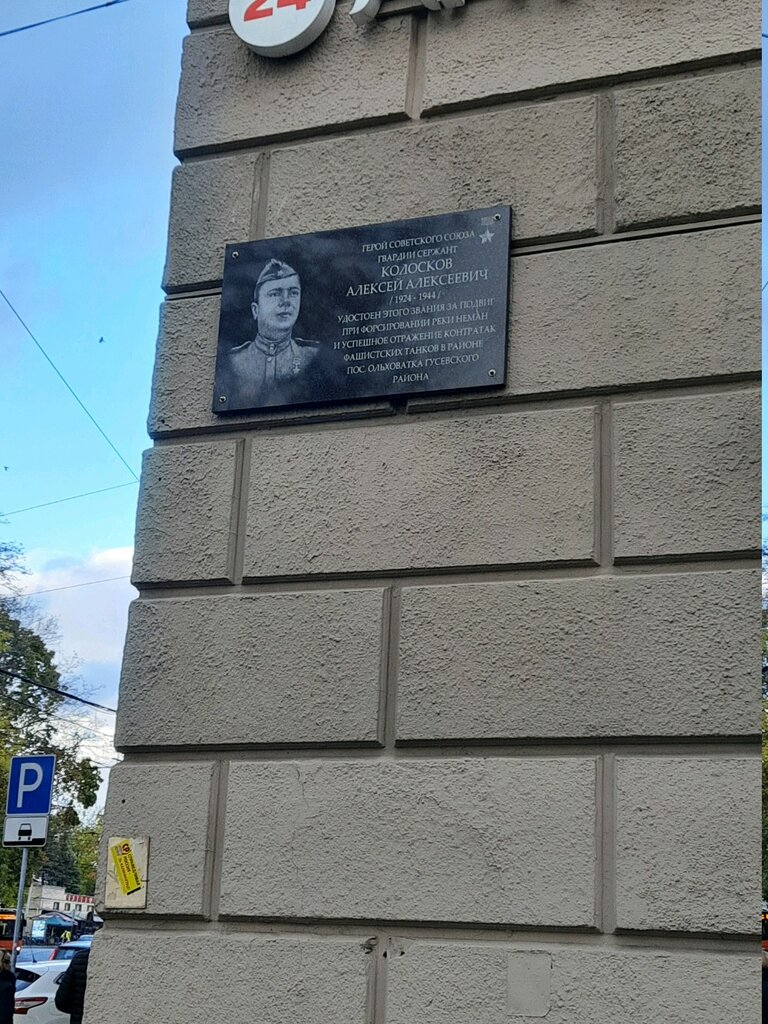 24
ГЕРОЙ СОВЕТСКОГО СОЮЗА
ГВАРДИИ СЕРЖАНТ
КОЛОСКОВ
АЛЕКСЕЙ АЛЕКСЕЕВИЧ
/ 1924 - 1944 /
УДОСТОЕН ЭТОГО ЗВАНИЯ ЗА ПОДВИГ
ПРИ ФОРСИРОВАНИИ РЕКИ НЕМАН
И УСПЕШНОЕ ОТРАЖЕНИЕ КОНТРАТАК
ФАШИСТСКИХ ТАНКОВ В РАЙОНЕ
ПОС. ОЛЬХОВАТКА ГУСЕВСКОГО
РАЙОНА
P